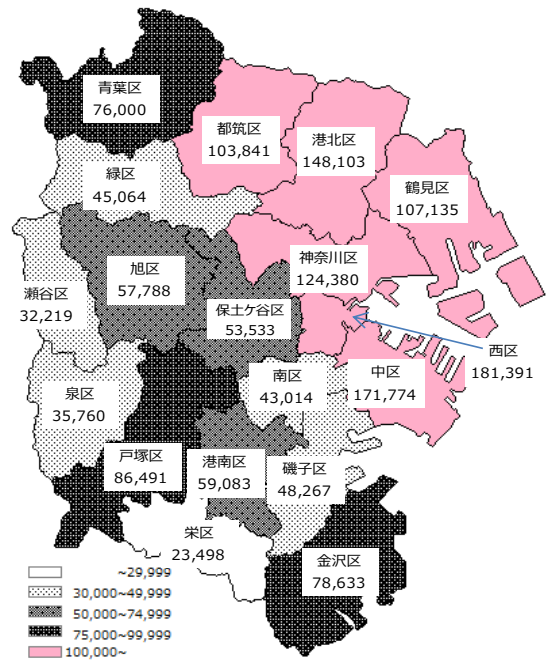 青葉区
76,000
都筑区
103,841
港北区
148,103
緑区
45,064
鶴見区
107,135
神奈川区
124,380
旭区
57,788
瀬谷区
32,219
保土ケ谷区
53,533
西区
181,391
南区
43,014
中区
171,774
泉区
35,760
戸塚区
86,491
港南区
59,083
磯子区
48,267
栄区
23,498
金沢区
78,633
~29,999
30,000~49,999
50,000~74,999
75,000~99,999
100,000~